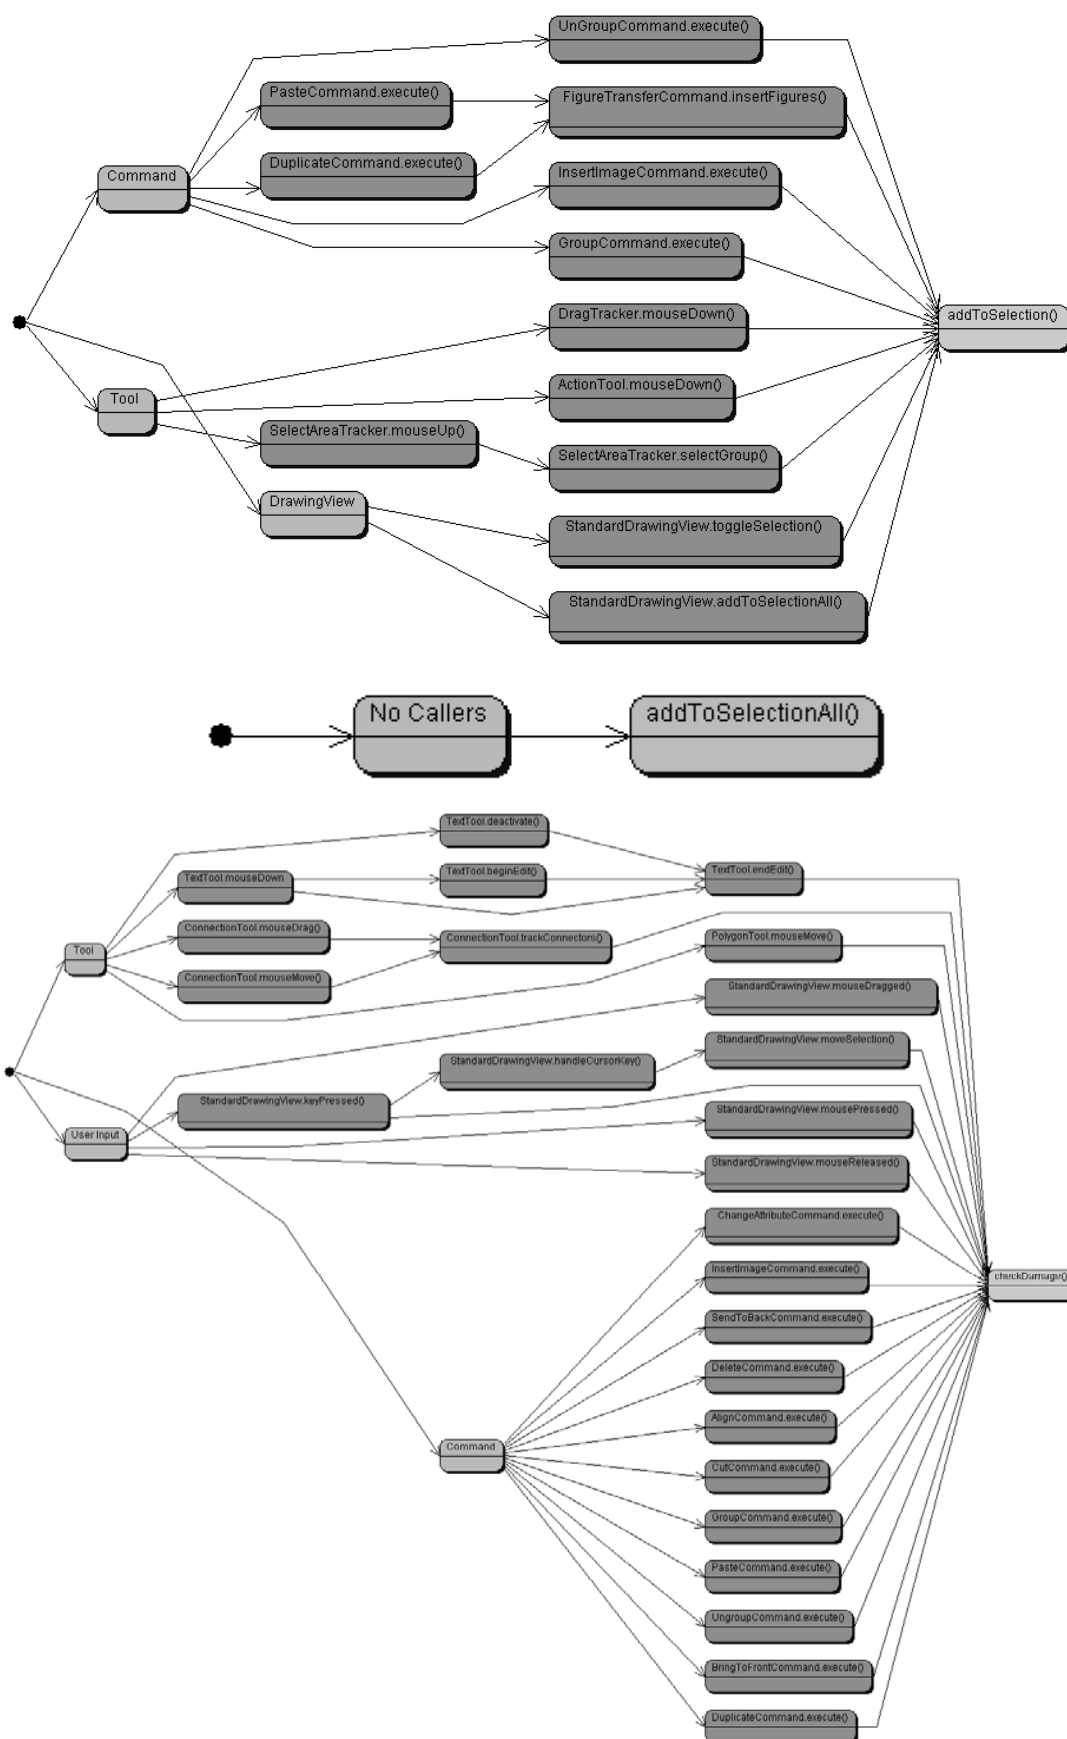 UnGroupCommand.execute()
PasteCommand.execute()
FigureTransferCommand.insertFigures()
DuplicateCommand.execute()
InsertImageCommand.execute()
Command
GroupCommand.execute()
DragTracker.mouseDown()
addToSelection()
Tool
ActionTool.mouseDown()
SelectAreaTracker.mouseUp()
SelectAreaTracker.selectGroup()
DrawingView
StandardDrawingView.toggleSelection()
StandardDrawingView.addToSelectionAll()
No Callers
addToSelectionAll()
TextTool.deactivate()
TextTool.mouseDown
TextTool.beginEdit()
TextTool.endEdit()
ConnectionTool.mouseDrag()
ConnectionTool.trackConnectors()
PolygonTool.mouseMove()
Tool
ConnectionTool.mouseMove()
StandardDrawingView.mouseDragged()
StandardDrawingView.moveSelection()
StandardDrawingView.handleCursorKey()
StandardDrawingView.keyPressed()
StandardDrawingView.mousePressed()
User Input
StandardDrawingView.mouseReleased()
ChangeAttributeCommand.execute()
InsertImageCommand.execute()
checkDamage()
SendToBackCommand.execute()
DeleteCommand.execute()
AlignCommand.execute()
Command
CutCommand.execute()
GroupCommand.execute()
PasteCommand.execute()
UngroupCommand.execute()
BringToFrontCommand.execute()
DuplicateCommand.execute()